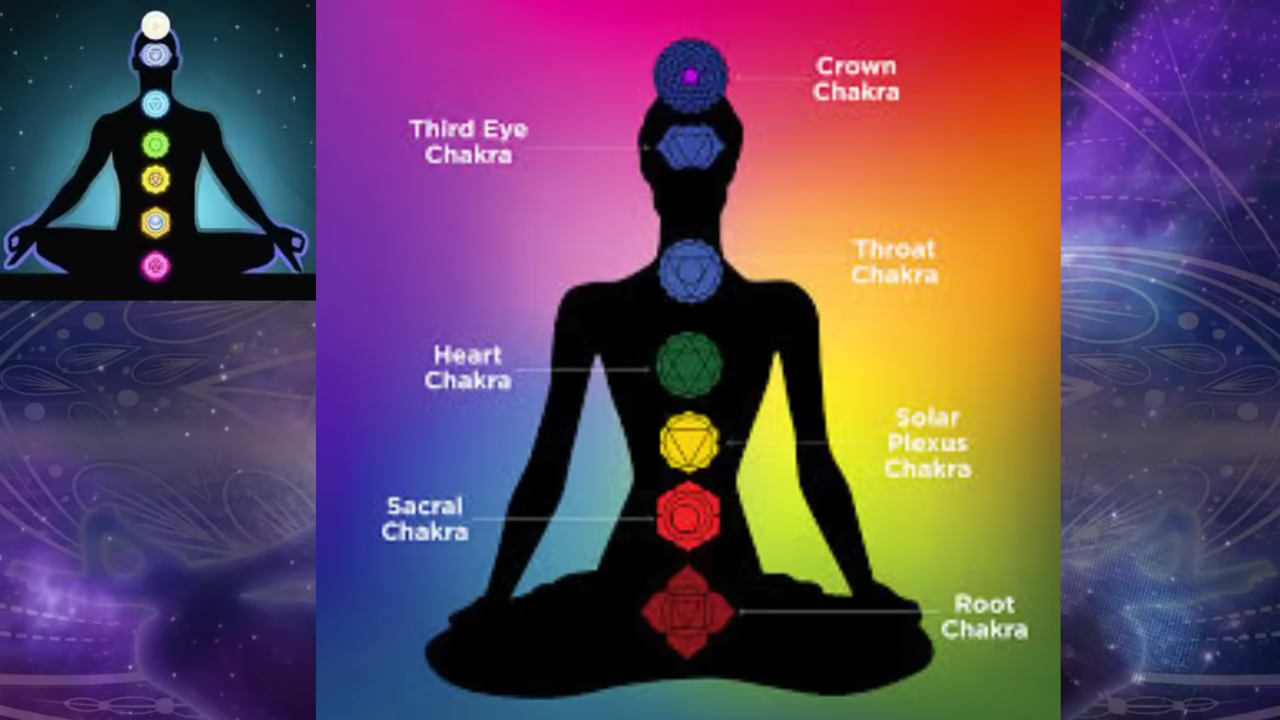 Crown
Chakra
Third Eye
Chakra
Throat
Chakra
Heart
Chakra
Solar
Plexus
Chakra
Sacral
Chakra
Root
Chakra